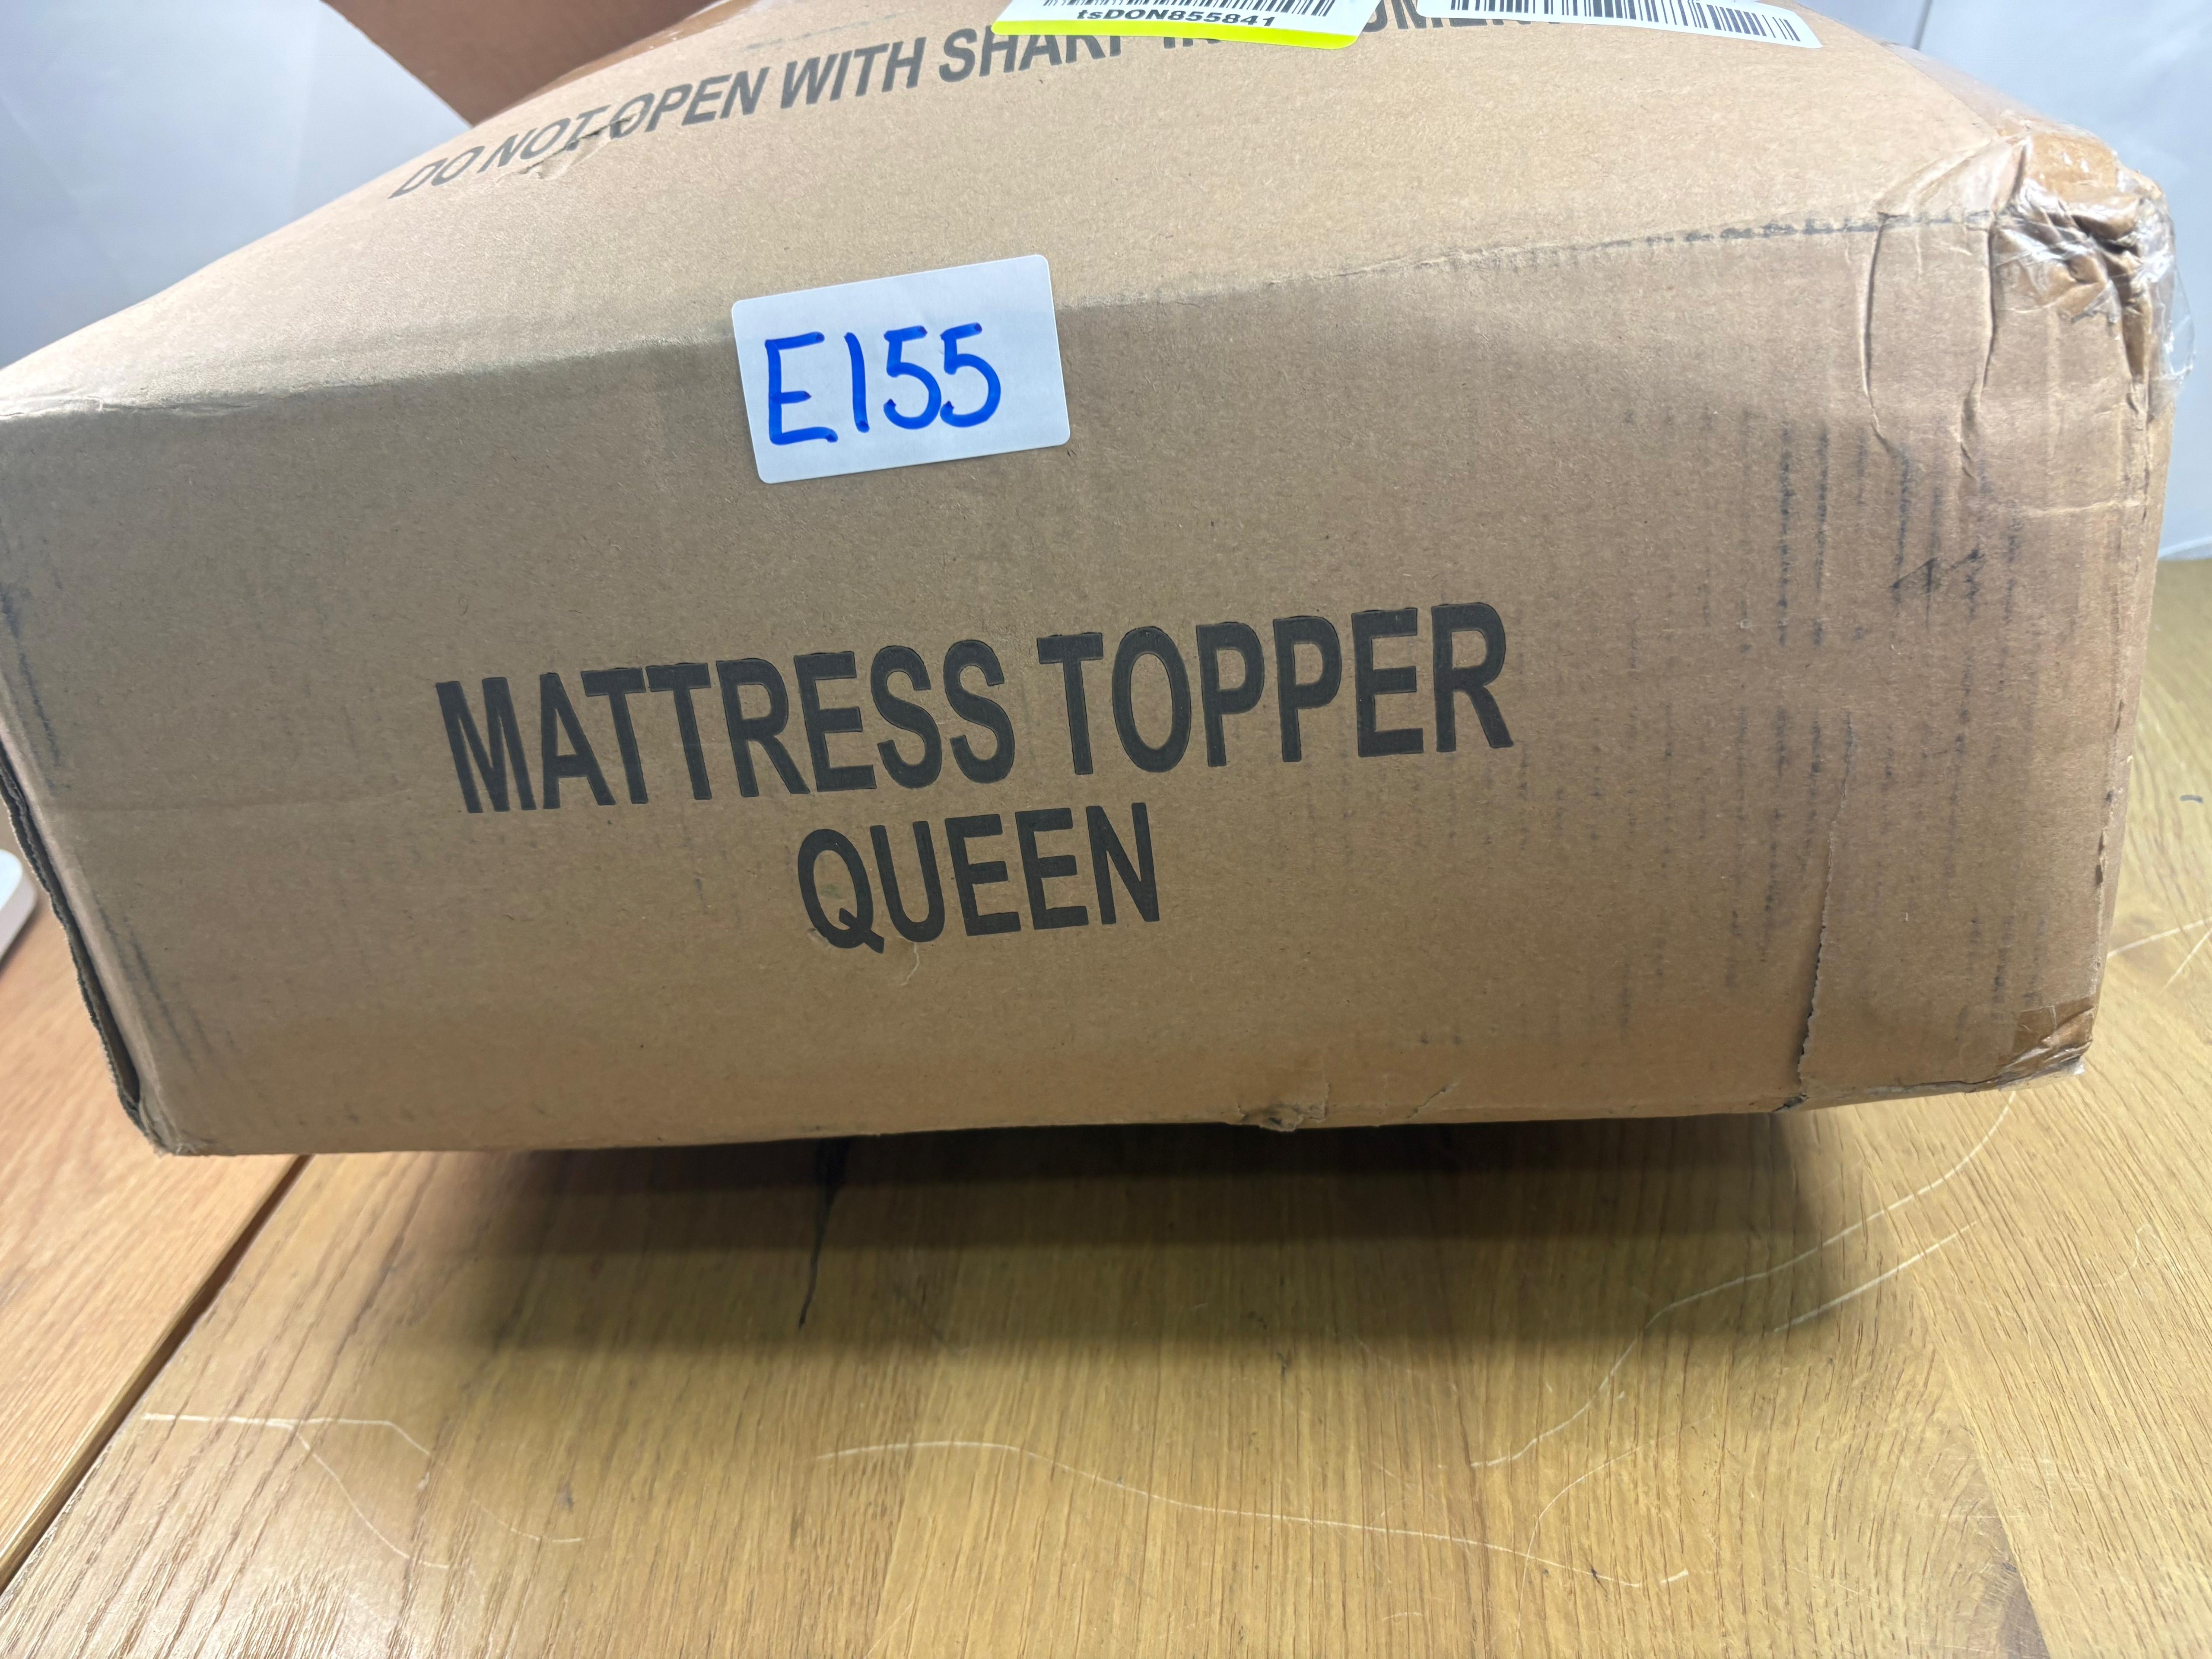 tsDON855841
DO NOT OPEN WITH SHARP
E155
MATTRESS TOPPER
QUEEN